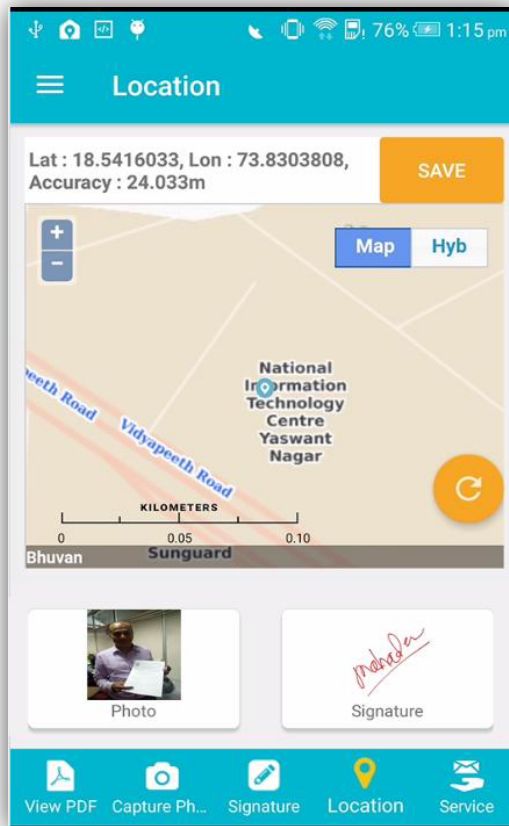 76% 1:15 pm
Location
Lat : 18.5416033, Lon : 73.8303808,
Accuracy : 24.033m
SAVE
+
−
Map Hyb
National
Information
Technology
Centre
Yaswant
Nagar
peeth Road
Vidyapeeth Road
KILOMETERS
0 0.05 0.10
Bhuvan
Sunguard
Photo
Signature
View PDF Capture Ph... Signature Location Service